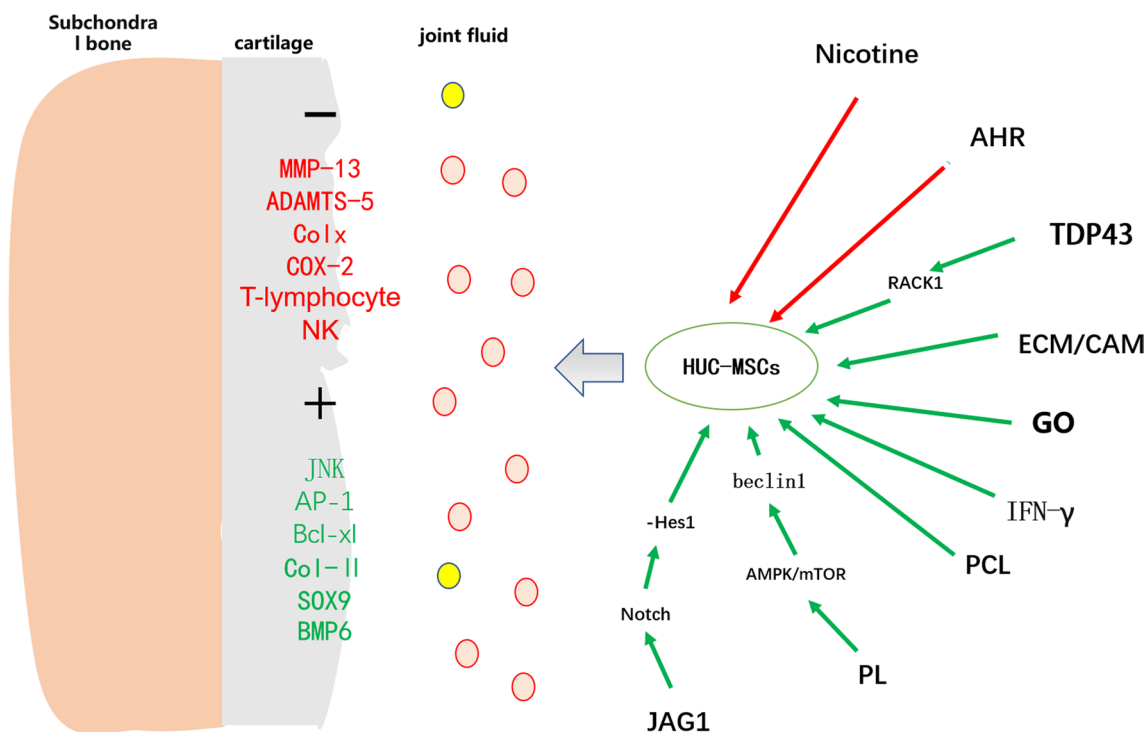 Subchondra
l bone
cartilage
joint fluid
−
MMP-13
ADAMTS-5
Colx
COX-2
T-lymphocyte
NK
+
JNK
AP-1
Bcl-xl
Col-II
SOX9
BMP6
Nicotine
AHR
TDP43
RACK1
ECM/CAM
HUC-MSCs
GO
IFN-γ
PCL
beclin1
AMPK/mTOR
PL
-Hes1
Notch
JAG1